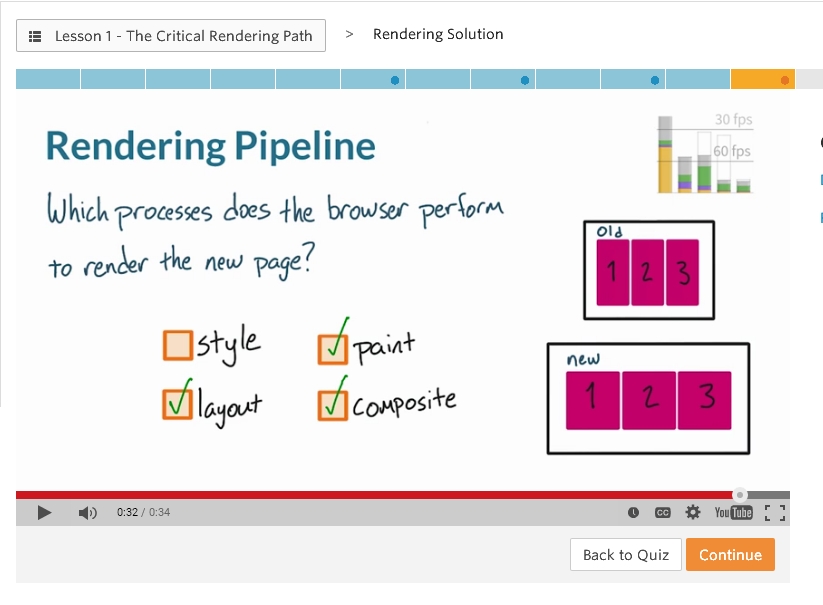 Lesson 1 - The Critical Rendering Path > Rendering Solution
Rendering Pipeline
30 fps
60 fps
Which processes does the browser perform
to render the new page?
old
1 2 3
style
paint
layout
composite
new
1 2 3
0:32 / 0:34
CC
YouTube
Back to Quiz
Continue